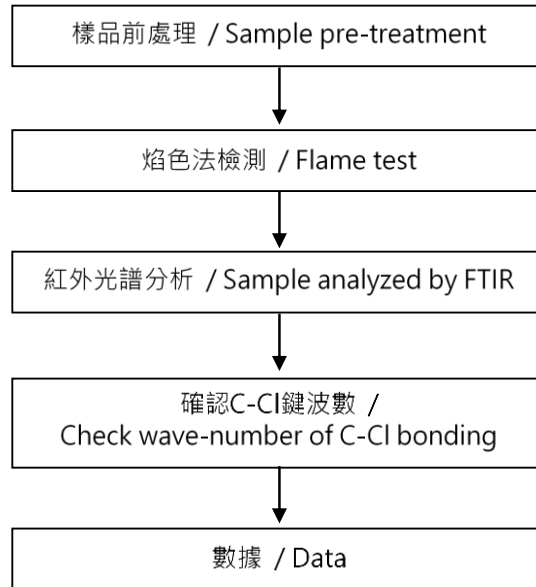 樣品前處理 / Sample pre-treatment
焰色法檢測 / Flame test
紅外光譜分析 / Sample analyzed by FTIR
確認C-Cl鍵波數 /
Check wave-number of C-Cl bonding
數據 / Data